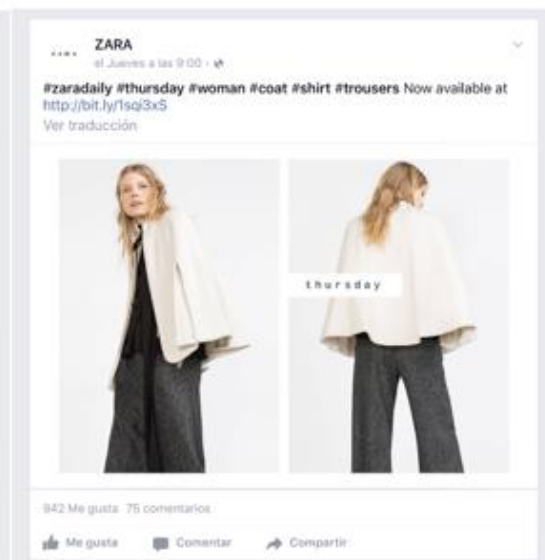 ZARA
ZARA
el Jueves a las 9:00 ·
#zaradaily #thursday #woman #coat #shirt #trousers Now available at
http://bit.ly/1sqi3xS
Ver traducción
thursday
942 Me gusta 75 comentarios
Me gusta Comentar Compartir